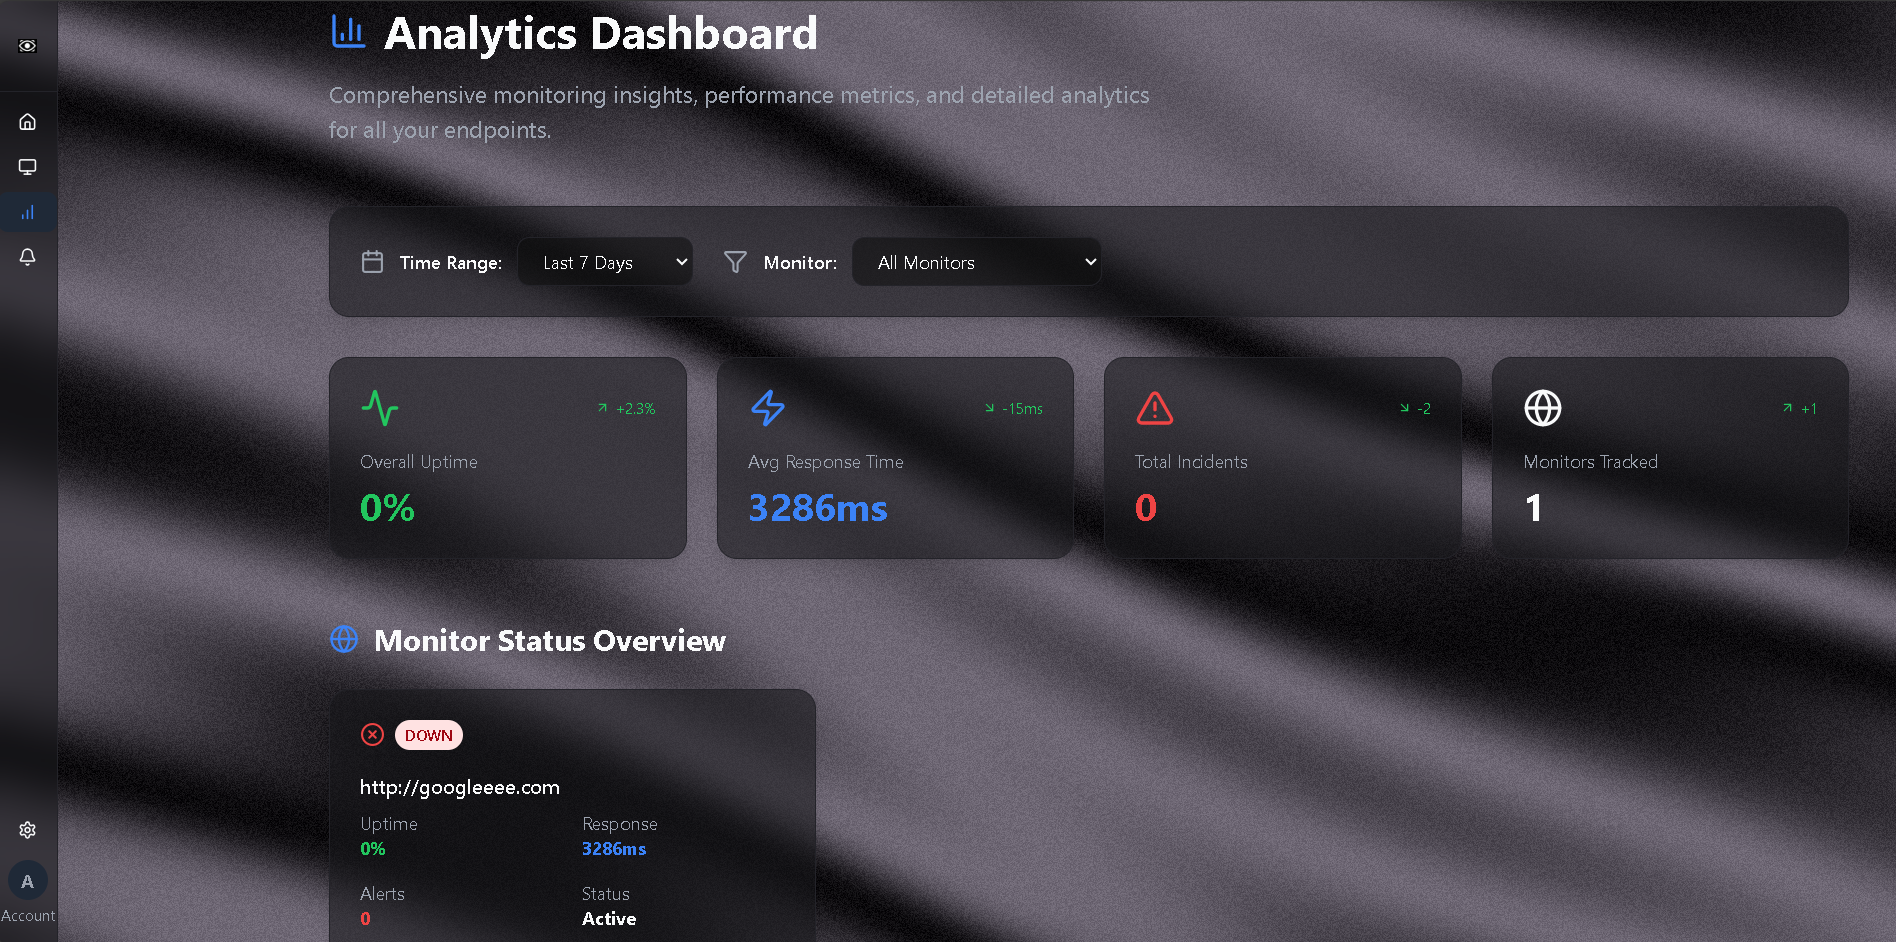 Analytics Dashboard
Comprehensive monitoring insights, performance metrics, and detailed analytics
for all your endpoints.
Time Range:
Last 7 Days
Monitor:
All Monitors
+2.3%
Overall Uptime
0%
-15ms
Avg Response Time
3286ms
-2
Total Incidents
0
+1
Monitors Tracked
1
Monitor Status Overview
DOWN
http://googleeee.com
Uptime
0%
Response
3286ms
Alerts
0
Status
Active
A
Account